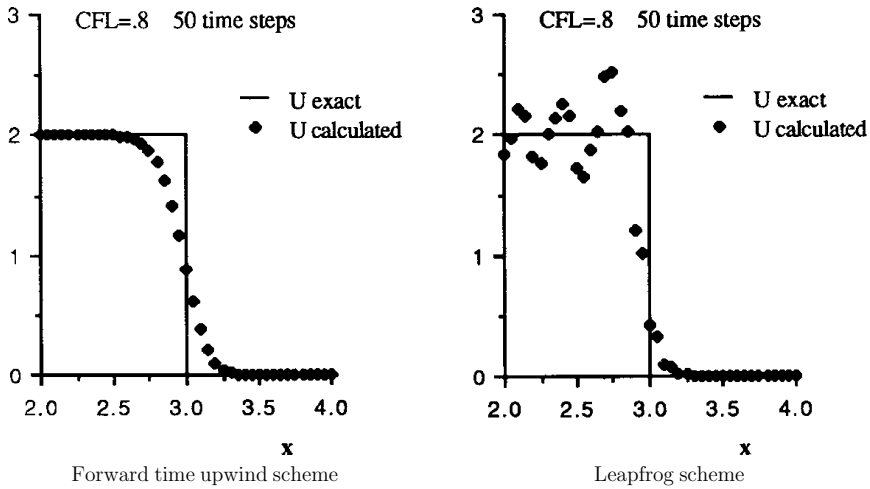 CFL=.8 50 time steps
3
U exact
U calculated
2
1
0
2.0 2.5 3.0 3.5 4.0
x
Forward time upwind scheme
CFL=.8 50 time steps
3
U exact
U calculated
2
1
0
2.0 2.5 3.0 3.5 4.0
x
Leapfrog scheme